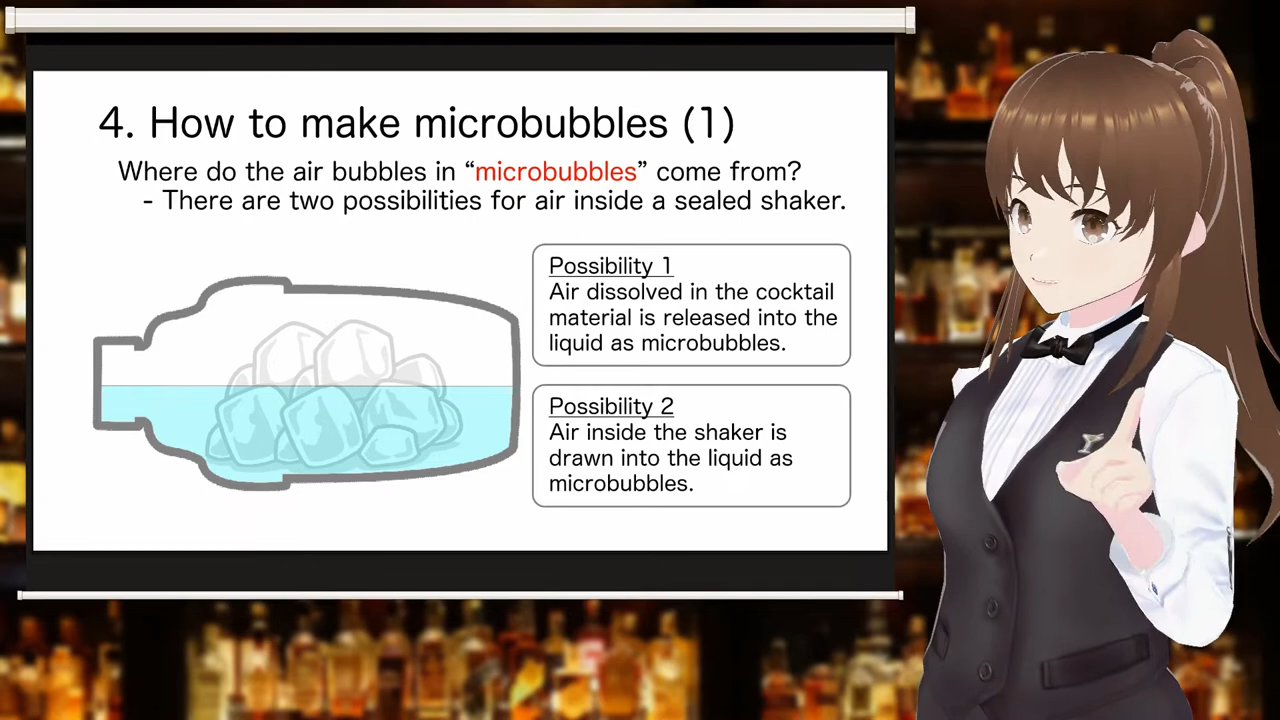 4. How to make microbubbles (1)
Where do the air bubbles in “microbubbles” come from?
- There are two possibilities for air inside a sealed shaker.
Possibility 1
Air dissolved in the cocktail
material is released into the
liquid as microbubbles.
Possibility 2
Air inside the shaker is
drawn into the liquid as
microbubbles.